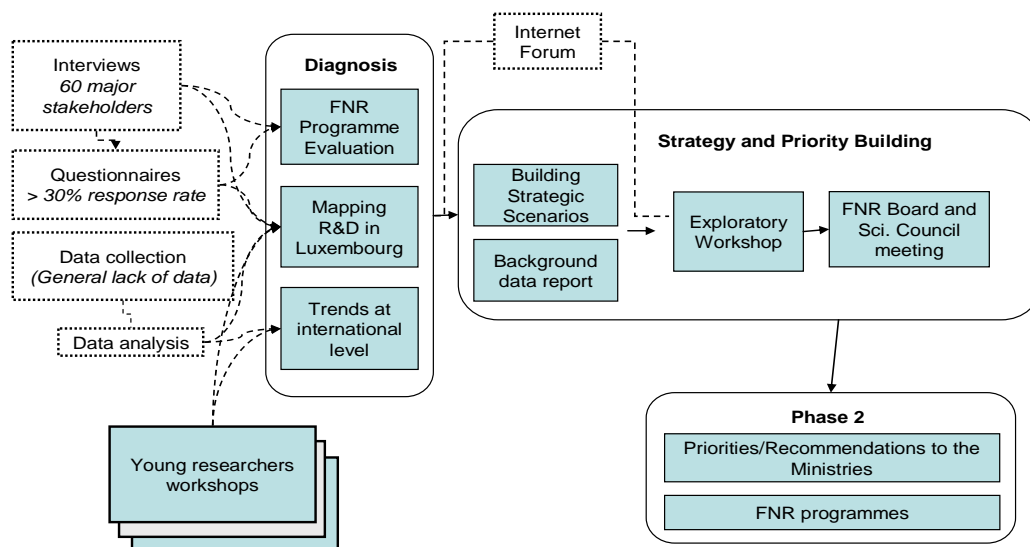 Interviews
60 major
stakeholders
Questionnaires
> 30% response rate
Data collection
(General lack of data)
Data analysis
Young researchers
workshops
Diagnosis
FNR
Programme
Evaluation
Mapping
R&D in
Luxembourg
Trends at
international
level
Internet
Forum
Strategy and Priority Building
Building
Strategic
Scenarios
Background
data report
Exploratory
Workshop
FNR Board and
Sci. Council
meeting
Phase 2
Priorities/Recommendations to the
Ministries
FNR programmes